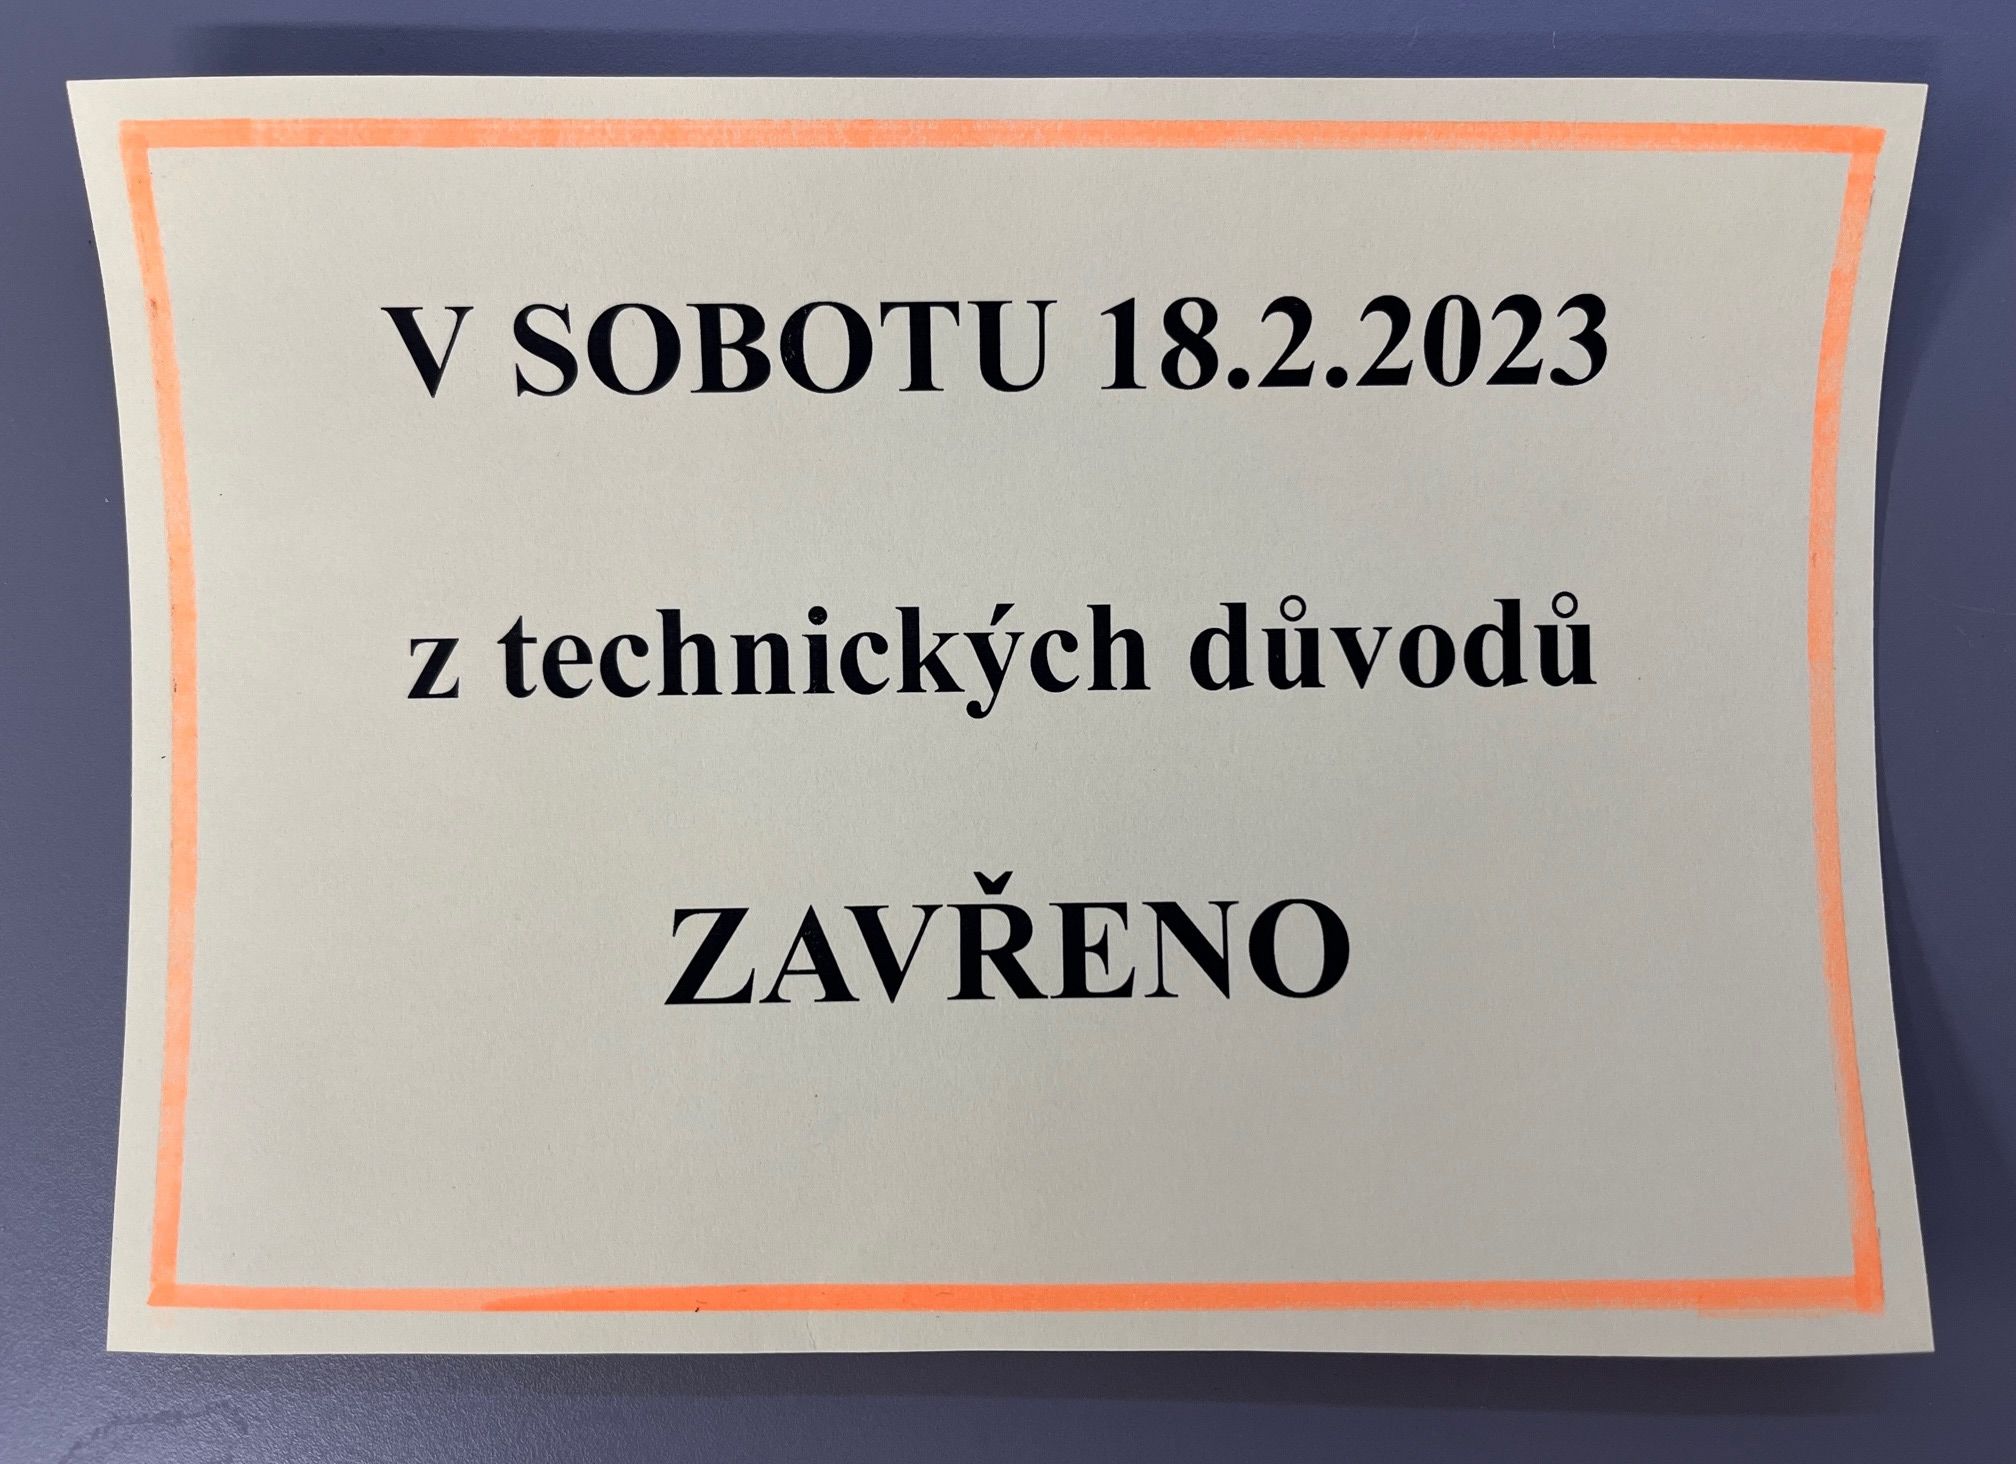 V SOBOTU 18.2.2023
z technických důvodů
ZAVŘENO